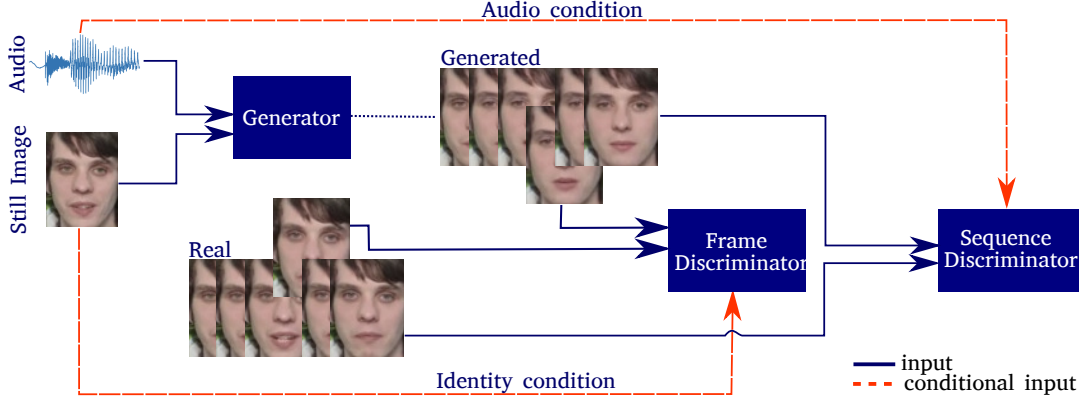 Audio condition
Audio
Generated
Generator
Still Image
Real
Frame
Discriminator
Sequence
Discriminator
Identity condition
input
conditional input